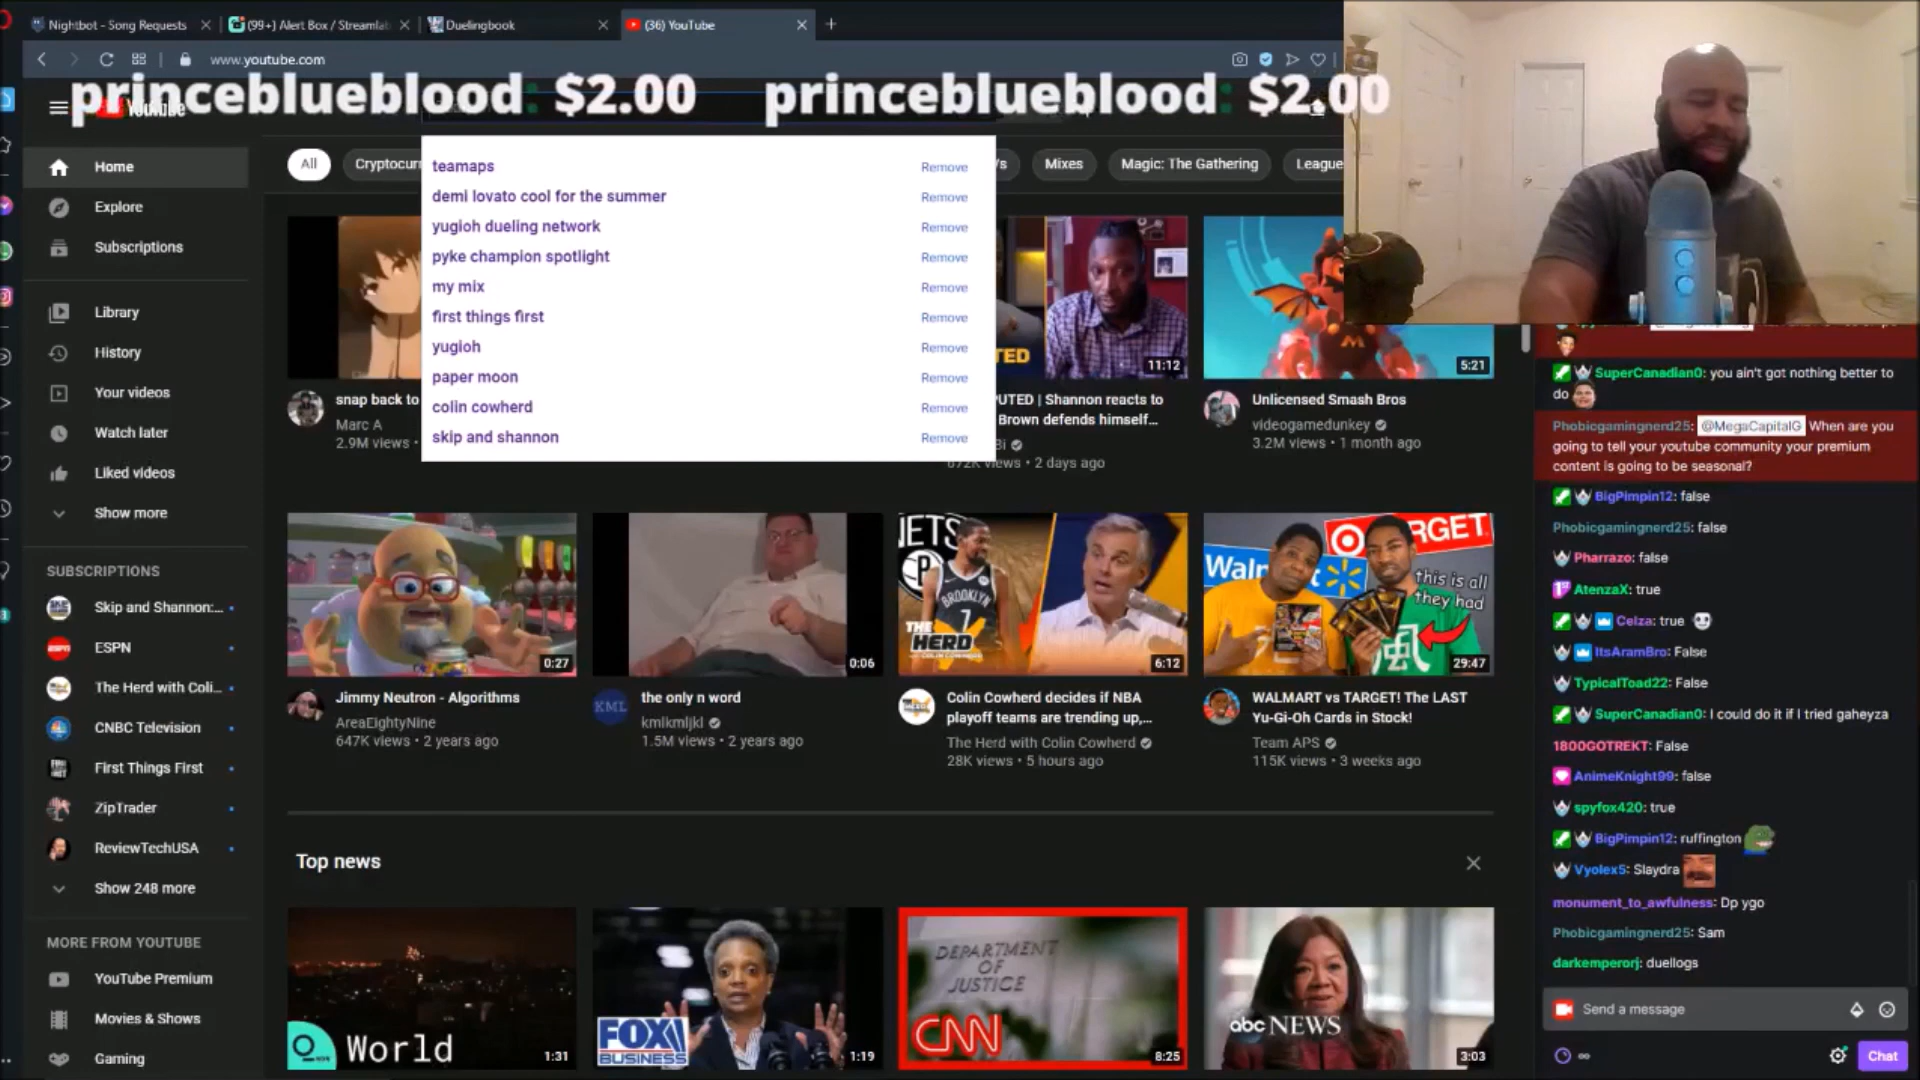 Nightbot - Song Requests
(99+) Alert Box / Streamlab
Duelingbook
(36) YouTube
www.youtube.com
princeblueblood: $2.00 princeblueblood: $2.00
YouTube
Home
Explore
Subscriptions
Library
History
Your videos
Watch later
Liked videos
Show more
SUBSCRIPTIONS
Skip and Shannon:...
ESPN
The Herd with Coli...
CNBC Television
First Things First
ZipTrader
ReviewTechUSA
Show 248 more
MORE FROM YOUTUBE
YouTube Premium
Movies & Shows
Gaming
All
Cryptocurr
Mixes
Magic: The Gathering
League
teamaps Remove
demi lovato cool for the summer Remove
yugioh dueling network Remove
pyke champion spotlight Remove
my mix Remove
first things first Remove
yugioh Remove
paper moon Remove
colin cowherd Remove
skip and shannon Remove
snap back to
Marc A
2.9M views •
11:12
PUTED | Shannon reacts to
Brown defends himself...
672K views • 2 days ago
5:21
Unlicensed Smash Bros
videogamedunkey
3.2M views • 1 month ago
0:27
Jimmy Neutron - Algorithms
AreaEightyNine
647K views • 2 years ago
0:06
KML
the only n word
kmlkmljkl
1.5M views • 2 years ago
NETS
BROOKLYN
7
THE
HERD
6:12
Colin Cowherd decides if NBA
playoff teams are trending up,...
The Herd with Colin Cowherd
28K views • 5 hours ago
TARGET
this is all
they had
29:47
WALMART vs TARGET! The LAST
Yu-Gi-Oh Cards in Stock!
Team APS
115K views • 3 weeks ago
Top news
World
1:31
FOX
BUSINESS
1:19
DEPARTMENT
OF
JUSTICE
CNN
8:25
abc NEWS
3:03
SuperCanadian0: you ain't got nothing better to
do
Phobicgamingnerd25: @MegaCapitalG When are you
going to tell your youtube community your premium
content is going to be seasonal?
BigPimpin12: false
Phobicgamingnerd25: false
Pharrazo: false
AtenzaX: true
Celza: true
ItsAramBro: False
TypicalToad22: False
SuperCanadian0: I could do it if I tried gaheyza
1800GOTREKT: False
AnimeKnight99: false
spyfox420: true
BigPimpin12: ruffington
Vyolex5: Slaydra
monument_to_awfulness: Dp ygo
Phobicgamingnerd25: Sam
darkemperorj: duellogs
Send a message
Chat